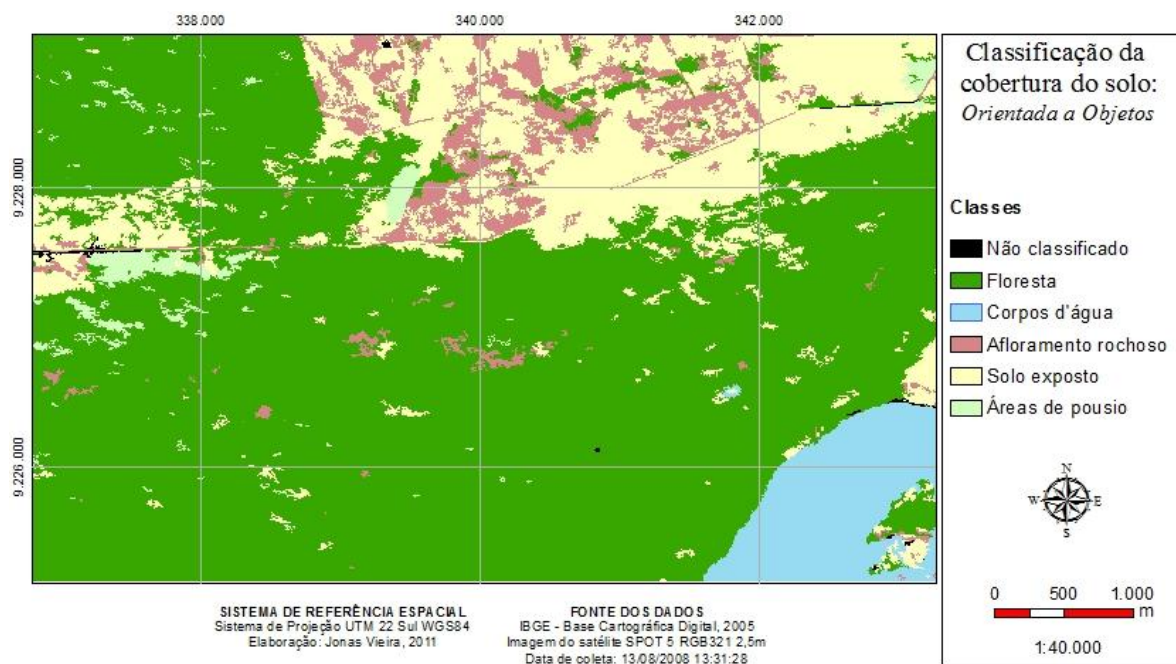 338.000
340.000
342.000
9.228.000
9.226.000
Classificação da
cobertura do solo:
Orientada a Objetos
Classes
Não classificado
Floresta
Corpos d'água
Afloramento rochoso
Solo exposto
Áreas de pousio
N
W
E
S
0
500
1.000
m
1:40.000
SISTEMA DE REFERÊNCIA ESPACIAL
Sistema de Projeção UTM 22 Sul WGS84
Elaboração: Jonas Vieira, 2011
FONTE DOS DADOS
IBGE - Base Cartográfica Digital, 2005
Imagem do satélite SPOT 5 RGB321 2,5m
Data de coleta: 13/08/2008 13:31:28